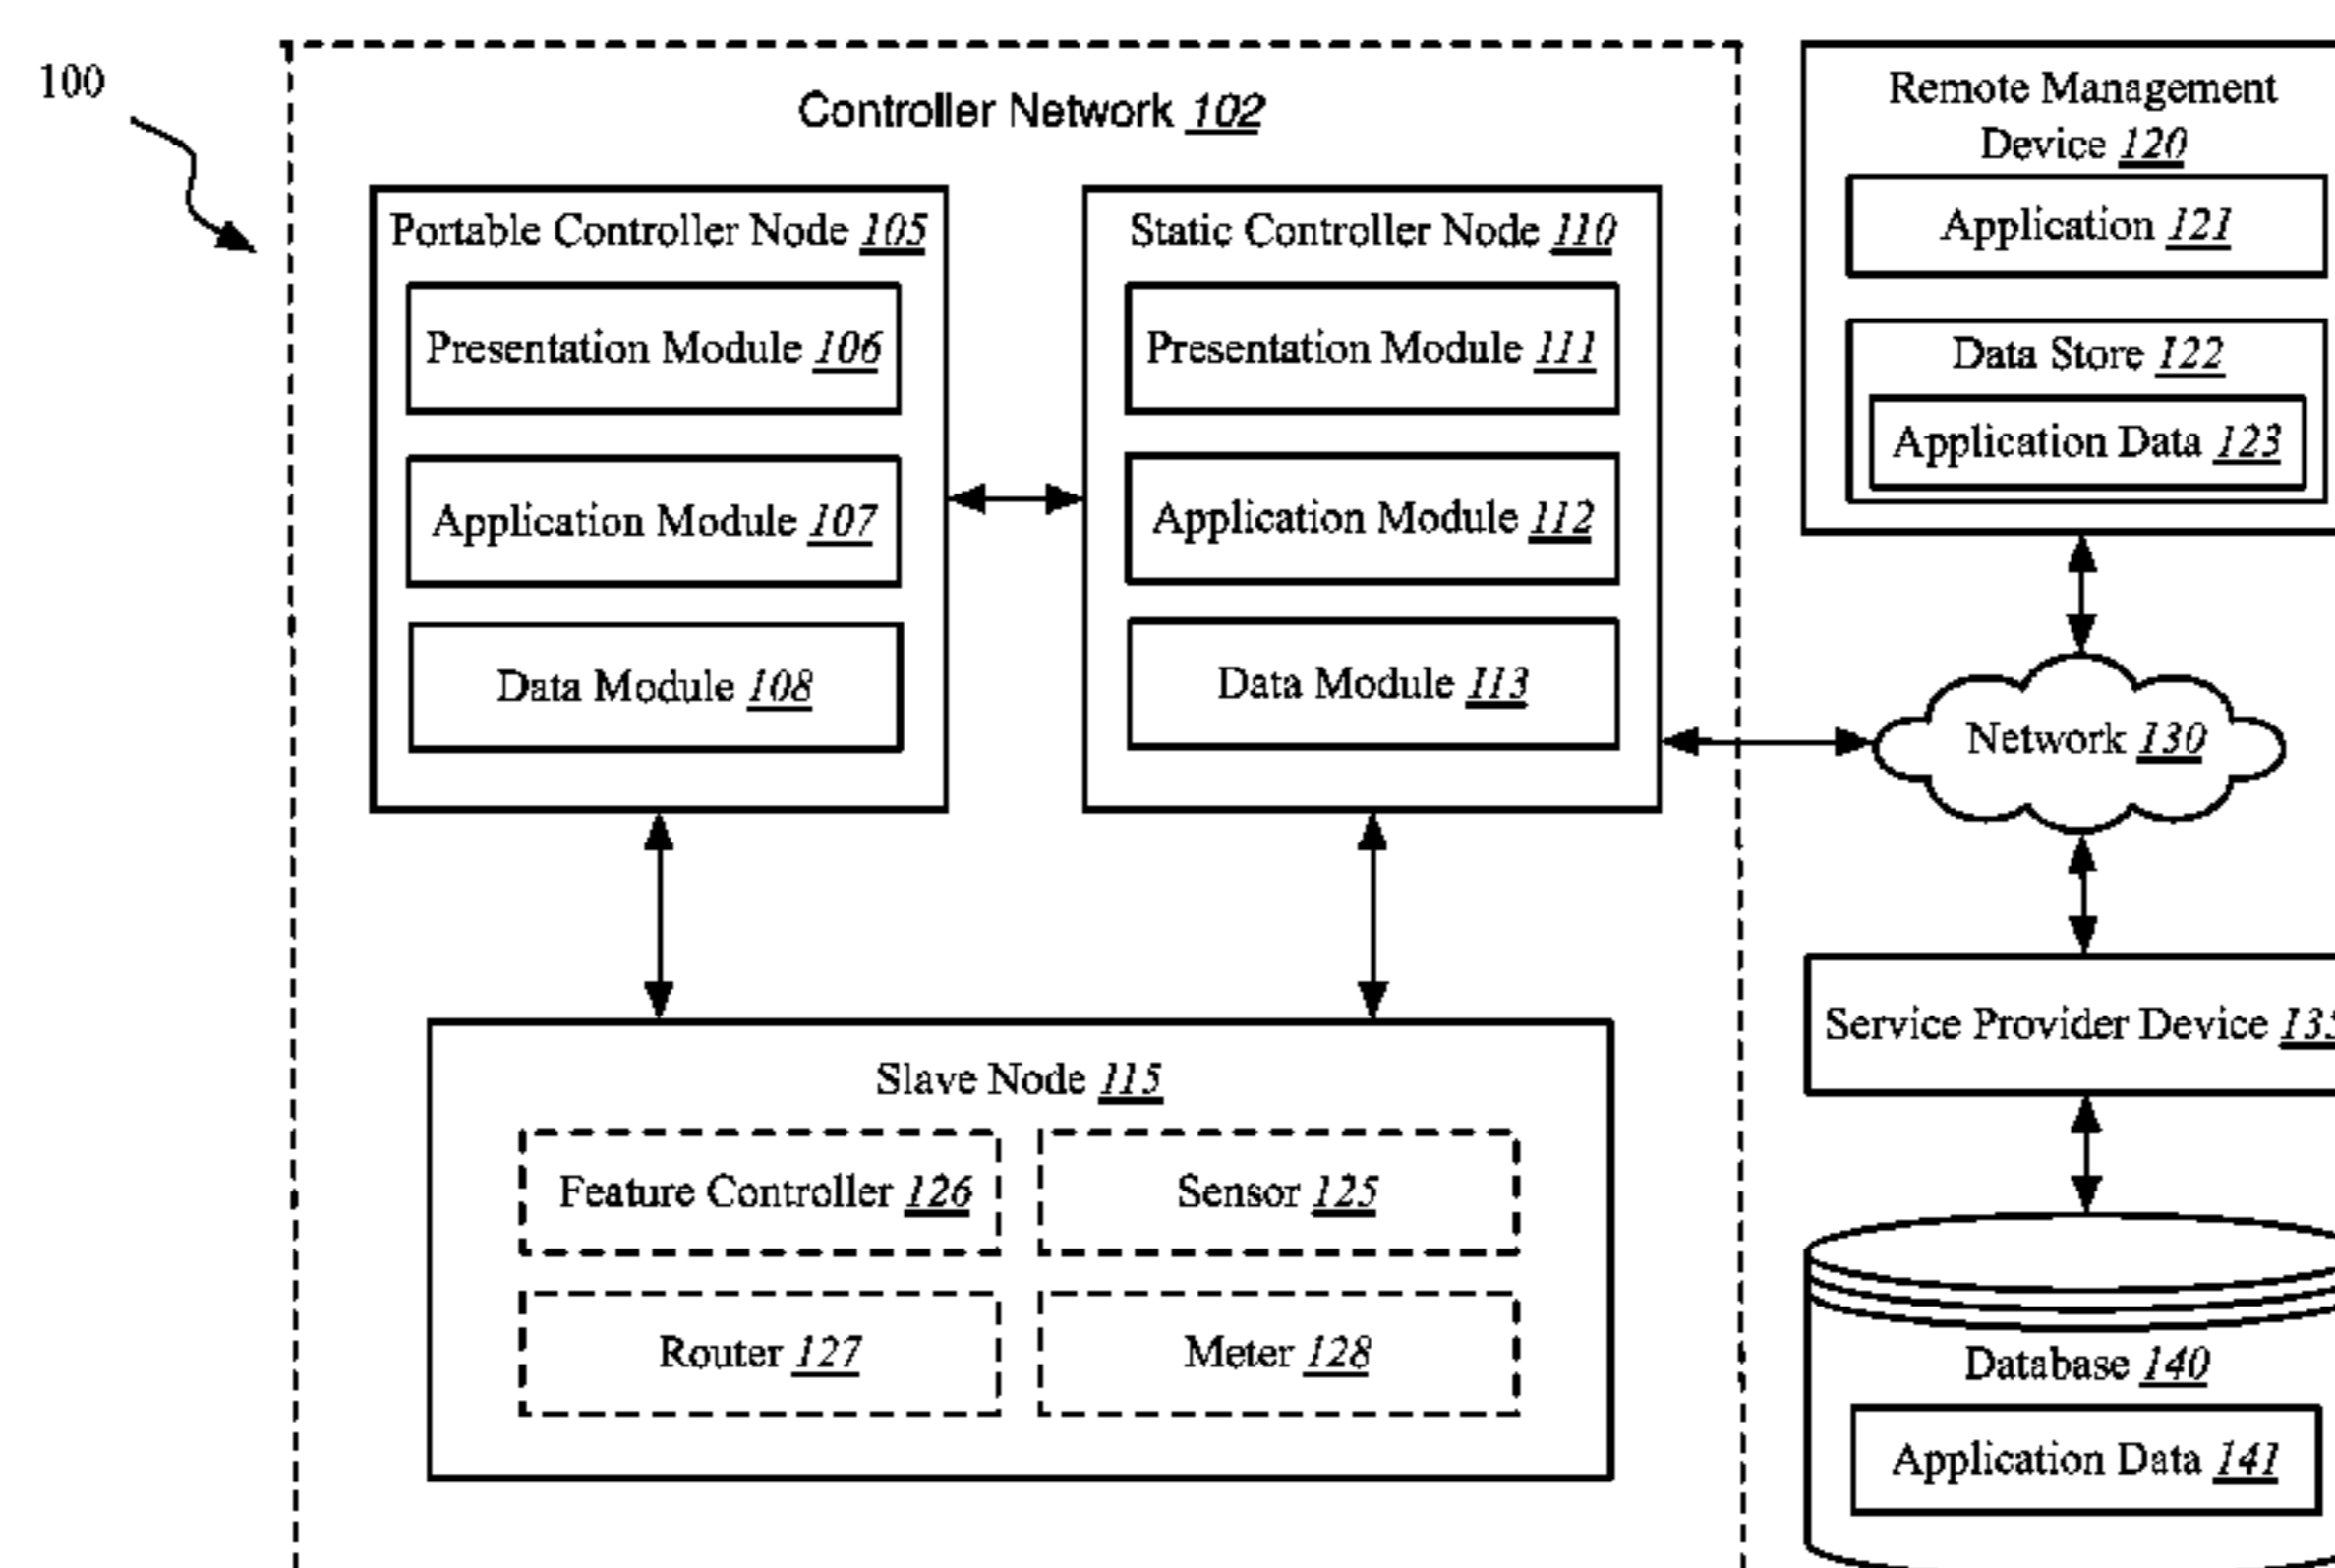 100
Controller Network 102
Portable Controller Node 105
Presentation Module 106
Application Module 107
Data Module 108
Static Controller Node 110
Presentation Module 111
Application Module 112
Data Module 113
Slave Node 115
Feature Controller 126
Sensor 125
Router 127
Meter 128
Remote Management
Device 120
Application 121
Data Store 122
Application Data 123
Network 130
Service Provider Device 135
Database 140
Application Data 141